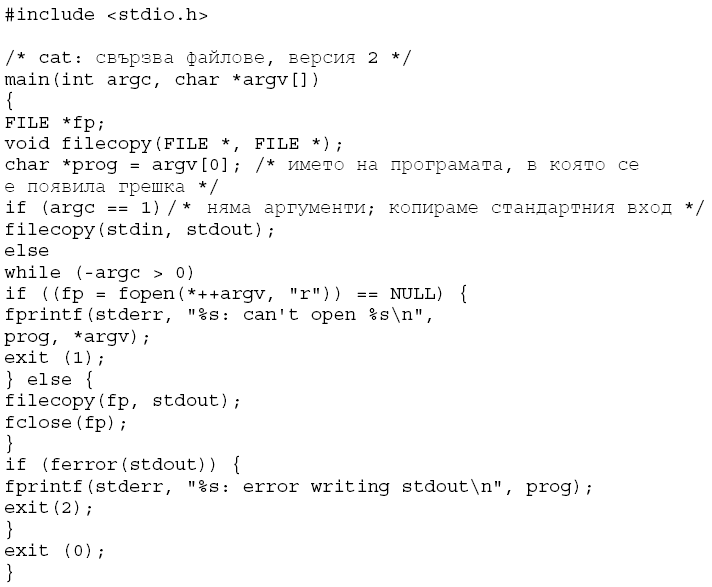 #include <stdio.h>

/* cat: свързва файлове, версия 2 */
main(int argc, char *argv[])
{
FILE *fp;
void filecopy(FILE *, FILE *);
char *prog = argv[0]; /* името на програмата, в която се
е появила грешка */
if (argc == 1)/* няма аргументи; копираме стандартния вход */
filecopy(stdin, stdout);
else
while (-argc > 0)
if ((fp = fopen(*++argv, "r")) == NULL) {
fprintf(stderr, "%s: can't open %s\n",
prog, *argv);
exit (1);
} else {
filecopy(fp, stdout);
fclose(fp);
}
if (ferror(stdout)) {
fprintf(stderr, "%s: error writing stdout\n", prog);
exit(2);
}
exit (0);
}